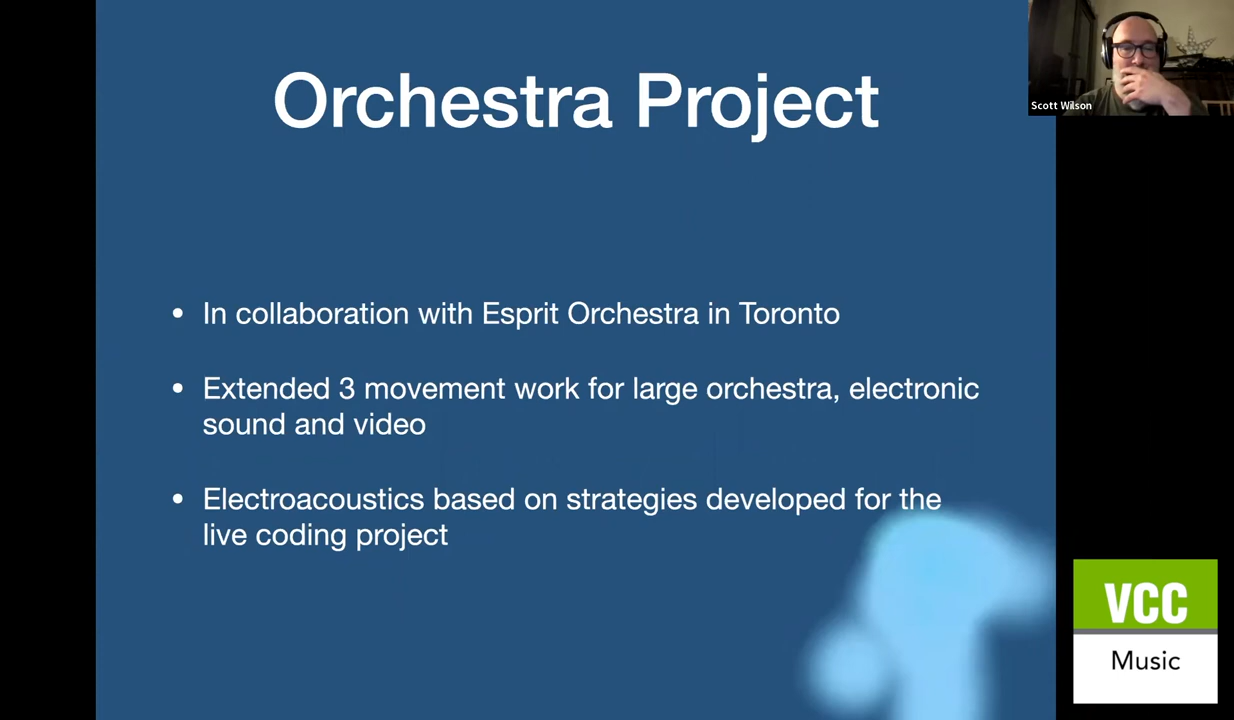 Orchestra Project
Scott Wilson
• In collaboration with Esprit Orchestra in Toronto
• Extended 3 movement work for large orchestra, electronic
sound and video
• Electroacoustics based on strategies developed for the
live coding project
VCC
Music